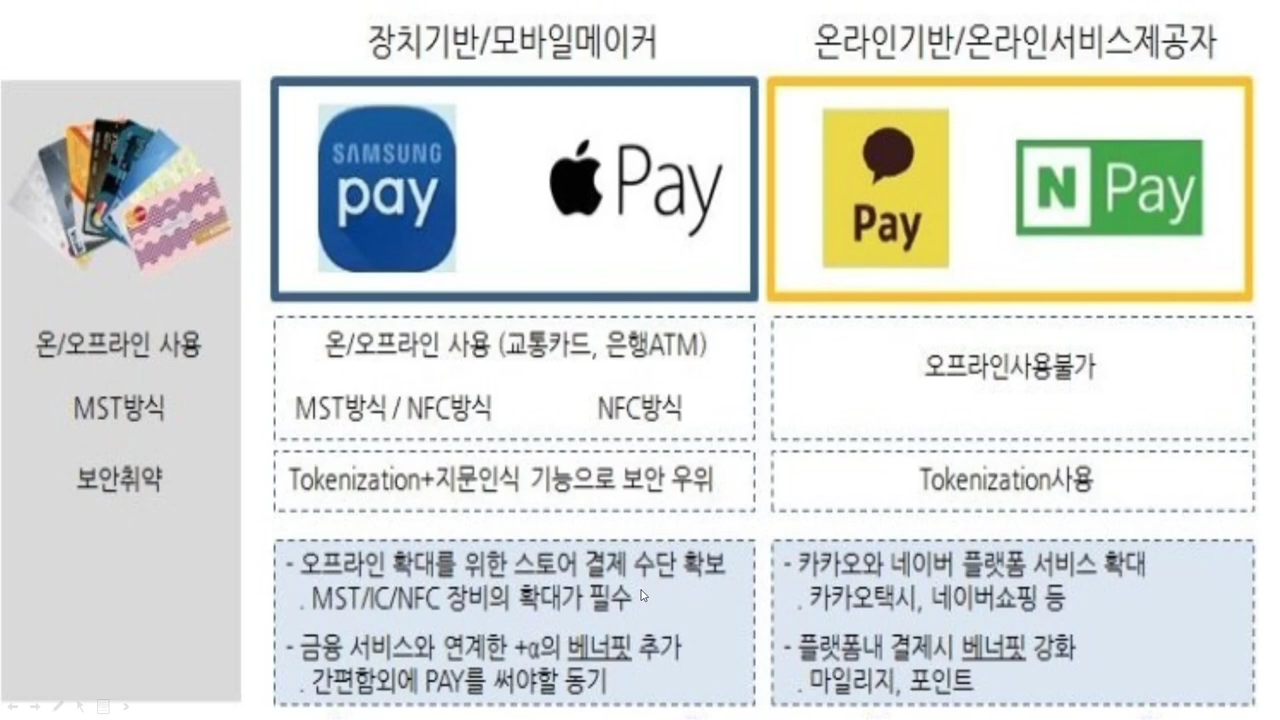 장치기반/모바일메이커
온라인기반/온라인서비스제공자
SAMSUNG
pay
Pay
Pay
N Pay
온/오프라인 사용
MST방식
보안취약
온/오프라인 사용 (교통카드, 은행ATM)
MST방식 / NFC방식
NFC방식
Tokenization+지문인식 기능으로 보안 우위
- 오프라인 확대를 위한 스토어 결제 수단 확보
. MST/IC/NFC 장비의 확대가 필수
- 금융 서비스와 연계한 +α의 베너핏 추가
. 간편함외에 PAY를 써야할 동기
오프라인사용불가
Tokenization사용
- 카카오와 네이버 플랫폼 서비스 확대
. 카카오택시, 네이버쇼핑 등
- 플랫폼내 결제시 베너핏 강화
. 마일리지, 포인트